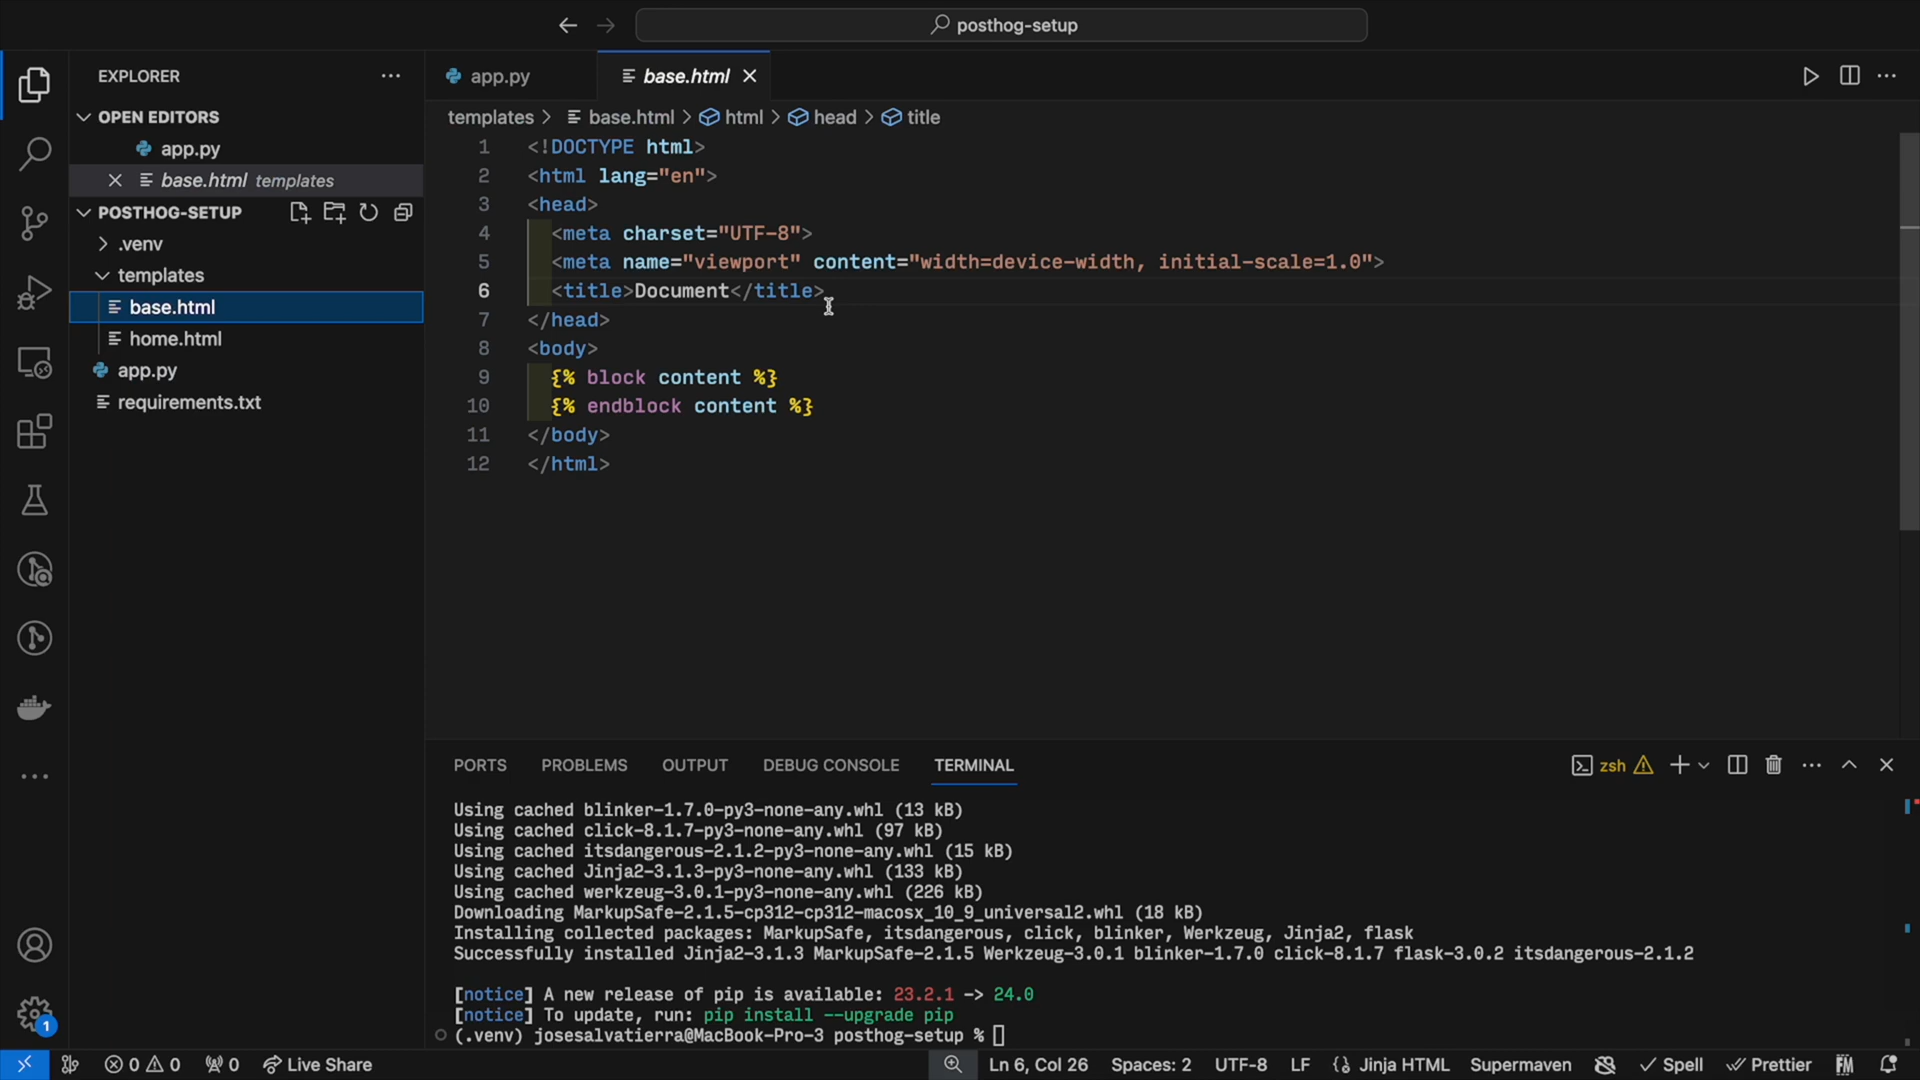 posthog-setup
EXPLORER
OPEN EDITORS
app.py
base.html templates
POSTHOG-SETUP
.venv
templates
base.html
home.html
app.py
requirements.txt
1
app.py
base.html
templates > base.html > html > head > title
1 <!DOCTYPE html>
2 <html lang="en">
3 <head>
4 <meta charset="UTF-8">
5 <meta name="viewport" content="width=device-width, initial-scale=1.0">
6 <title>Document</title>
7 </head>
8 <body>
9 {% block content %}
10 {% endblock content %}
11 </body>
12 </html>
PORTS PROBLEMS OUTPUT DEBUG CONSOLE TERMINAL
zsh
Using cached blinker-1.7.0-py3-none-any.whl (13 kB)
Using cached click-8.1.7-py3-none-any.whl (97 kB)
Using cached itsdangerous-2.1.2-py3-none-any.whl (15 kB)
Using cached Jinja2-3.1.3-py3-none-any.whl (133 kB)
Using cached werkzeug-3.0.1-py3-none-any.whl (226 kB)
Downloading MarkupSafe-2.1.5-cp312-cp312-macosx_10_9_universal2.whl (18 kB)
Installing collected packages: MarkupSafe, itsdangerous, click, blinker, Werkzeug, Jinja2, flask
Successfully installed Jinja2-3.1.3 MarkupSafe-2.1.5 Werkzeug-3.0.1 blinker-1.7.0 click-8.1.7 flask-3.0.2 itsdangerous-2.1.2
[notice] A new release of pip is available: 23.2.1 -> 24.0
[notice] To update, run: pip install --upgrade pip
(.venv) josesalvatierra@MacBook-Pro-3 posthog-setup %
0 0 0 Live Share Ln 6, Col 26 Spaces: 2 UTF-8 LF Jinja HTML Supermaven Spell Prettier